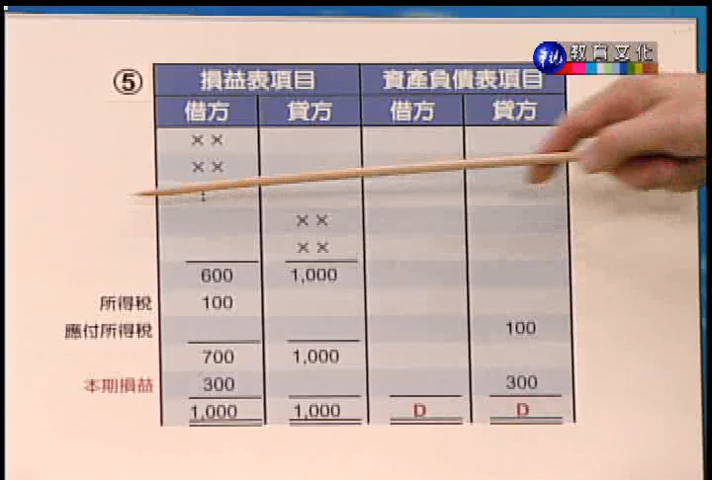 華視 教育文化
⑤ 損益表項目 資產負債表項目
借方 貸方 借方 貸方
××
××
××
××
600 1,000
所得稅 100
應付所得稅 100
700 1,000
本期損益 300 300
1,000 1,000 D D